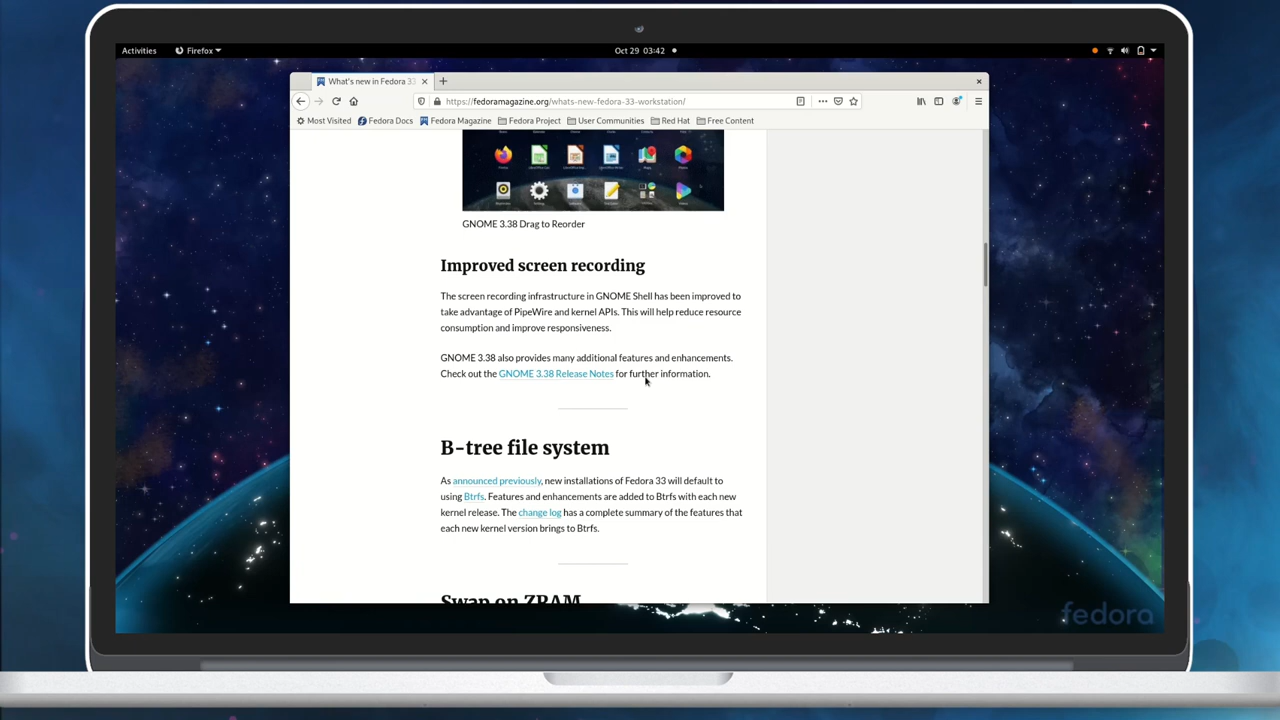 Activities
Firefox
Oct 29 03:42
What's new in Fedora 33
https://fedoramagazine.org/whats-new-fedora-33-workstation/
Most Visited
Fedora Docs
Fedora Magazine
Fedora Project
User Communities
Red Hat
Free Content
GNOME 3.38 Drag to Reorder
Improved screen recording
The screen recording infrastructure in GNOME Shell has been improved to
take advantage of PipeWire and kernel APIs. This will help reduce resource
consumption and improve responsiveness.
GNOME 3.38 also provides many additional features and enhancements.
Check out the GNOME 3.38 Release Notes for further information.
B-tree file system
As announced previously, new installations of Fedora 33 will default to
using Btrfs. Features and enhancements are added to Btrfs with each new
kernel release. The change log has a complete summary of the features that
each new kernel version brings to Btrfs.
Swap on ZRAM
fedora